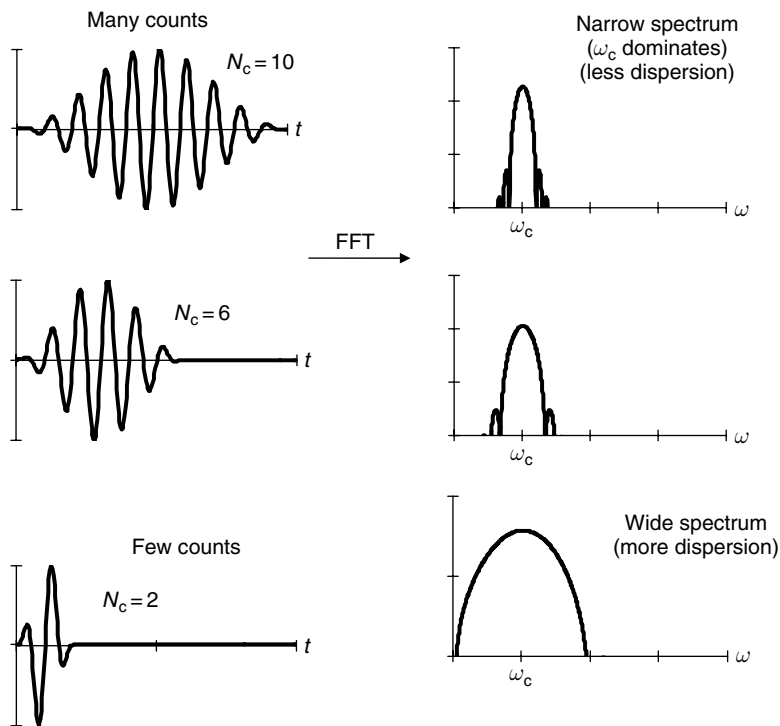 Many counts
N_c = 10
t
Narrow spectrum
(ω_c dominates)
(less dispersion)
ω
ω_c
FFT
N_c = 6
t
ω
ω_c
Few counts
N_c = 2
t
Wide spectrum
(more dispersion)
ω
ω_c